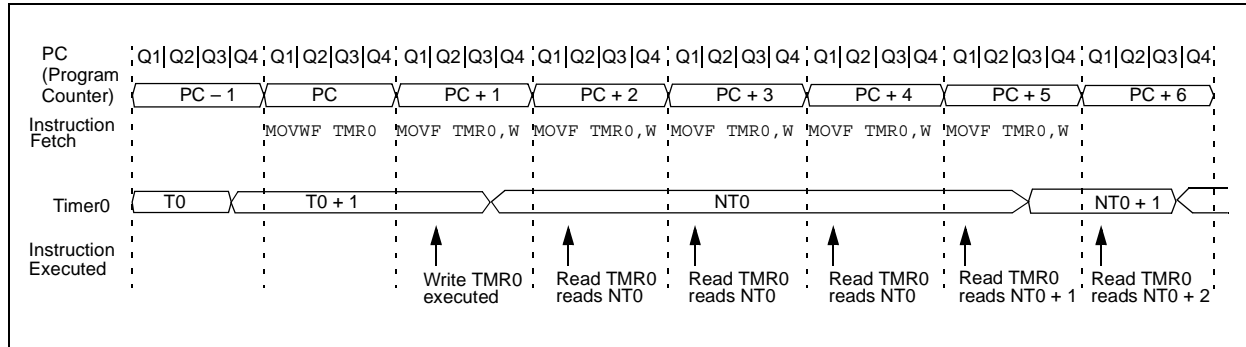 PC
(Program
Counter)
Q1 Q2 Q3 Q4 Q1 Q2 Q3 Q4 Q1 Q2 Q3 Q4 Q1 Q2 Q3 Q4 Q1 Q2 Q3 Q4 Q1 Q2 Q3 Q4 Q1 Q2 Q3 Q4 Q1 Q2 Q3 Q4
PC – 1 PC PC + 1 PC + 2 PC + 3 PC + 4 PC + 5 PC + 6
Instruction
Fetch
MOVWF TMR0 MOVF TMR0,W MOVF TMR0,W MOVF TMR0,W MOVF TMR0,W MOVF TMR0,W
Timer0 T0 T0 + 1 NT0 NT0 + 1
Instruction
Executed
Write TMR0
executed
Read TMR0
reads NT0
Read TMR0
reads NT0
Read TMR0
reads NT0
Read TMR0
reads NT0 + 1
Read TMR0
reads NT0 + 2